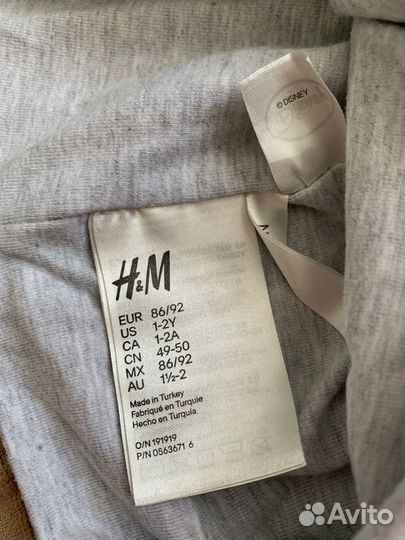 © DISNEY
H&M
EUR 86/92
US 1-2Y
CA 1-2A
CN 49-50
MX 86/92
AU 1½-2
Made in Turkey
Fabriqué en Turquie
Hecho en Turquia
O/N 191919
P/N 0563671 6
Avito